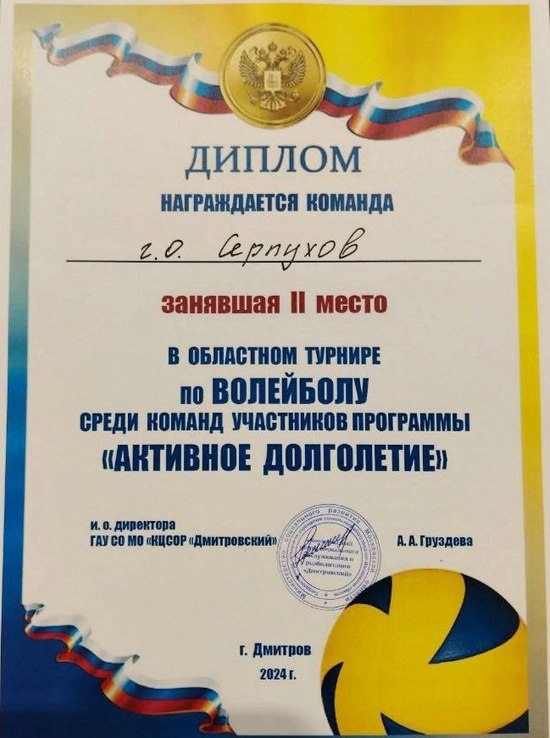 ДИПЛОМ
НАГРАЖДАЕТСЯ КОМАНДА
г.о. Серпухов
занявшая II место
В ОБЛАСТНОМ ТУРНИРЕ
по ВОЛЕЙБОЛУ
СРЕДИ КОМАНД УЧАСТНИКОВ ПРОГРАММЫ
«АКТИВНОЕ ДОЛГОЛЕТИЕ»
и. о. директора
ГАУ СО МО «КЦСОР «Дмитровский»
А. А. Груздева
г. Дмитров
2024 г.